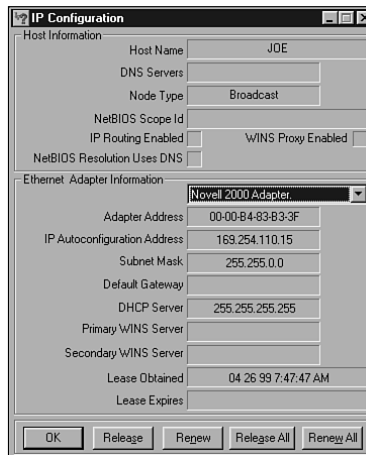 IP Configuration
Host Information
Host Name JOE
DNS Servers
Node Type Broadcast
NetBIOS Scope Id
IP Routing Enabled WINS Proxy Enabled
NetBIOS Resolution Uses DNS
Ethernet Adapter Information
Novell 2000 Adapter.
Adapter Address 00-00-B4-83-B3-3F
IP Autoconfiguration Address 169.254.110.15
Subnet Mask 255.255.0.0
Default Gateway
DHCP Server 255.255.255.255
Primary WINS Server
Secondary WINS Server
Lease Obtained 04 26 99 7:47:47 AM
Lease Expires
OK Release Renew Release All Renew All